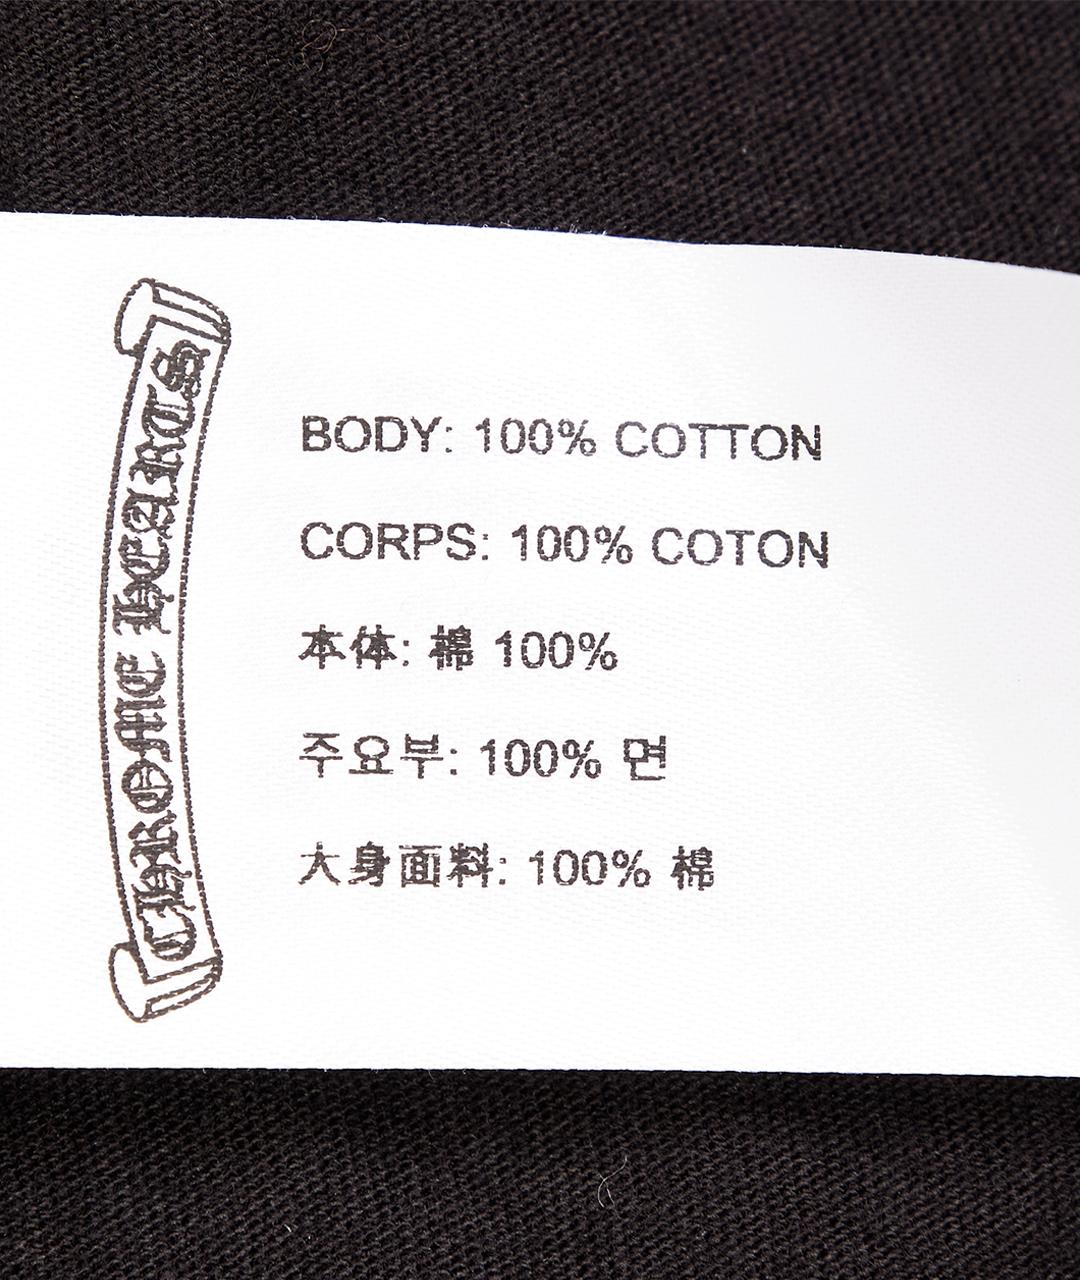 CHROME HEARTS
BODY: 100% COTTON
CORPS: 100% COTON
本体: 棉 100%
주요부: 100% 면
大身面料: 100% 棉